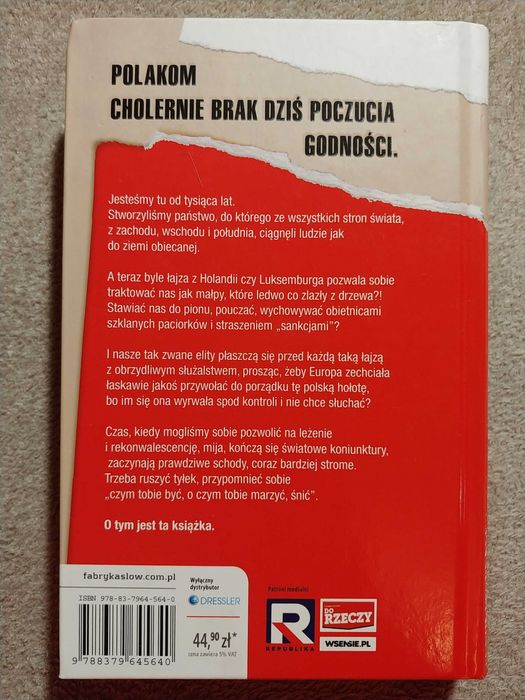 POLAKOM
CHOLERNIE BRAK DZIŚ POCZUCIA
GODNOŚCI.
Jesteśmy tu od tysiąca lat.
Stworzyliśmy państwo, do którego ze wszystkich stron świata,
z zachodu, wschodu i południa, ciągnęli ludzie jak
do ziemi obiecanej.
A teraz byle łajza z Holandii czy Luksemburga pozwala sobie
traktować nas jak małpy, które ledwo co zlazły z drzewa?!
Stawiać nas do pionu, pouczać, wychowywać obietnicami
szklanych paciorków i straszeniem „sankcjami”?
I nasze tak zwane elity płaszczą się przed każdą taką łajzą
z obrzydliwym służalstwem, prosząc, żeby Europa zechciała
łaskawie jakoś przywołać do porządku tę polską hołotę,
bo im się ona wyrwała spod kontroli i nie chce słuchać?
Czas, kiedy mogliśmy sobie pozwolić na leżenie
i rekonwalescencję, mija, kończą się światowe koniunktury,
zaczynają prawdziwe schody, coraz bardziej strome.
Trzeba ruszyć tyłek, przypomnieć sobie
„czym tobie być, o czym tobie marzyć, śnić”.
O tym jest ta książka.
fabrykaslow.com.pl
ISBN 978-83-7964-564-0
9 788379 645640
Wyłączny
dystrybutor
DRESSLER
44,90 zł*
cena zawiera 5% VAT
Patroni medialni
R
REPUBLIKA
DO
RZECZY
WSENSIE.PL